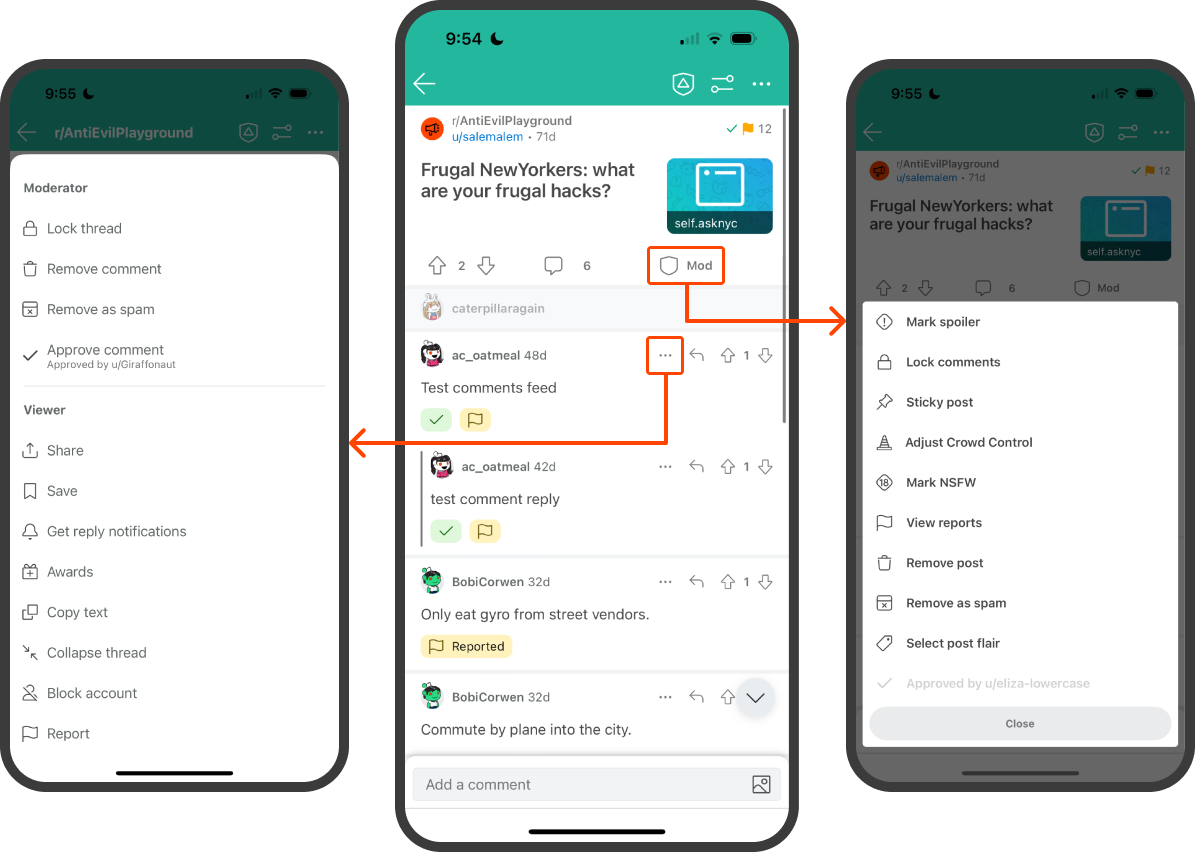 9:55
r/AntiEvilPlayground
Moderator
Lock thread
Remove comment
Remove as spam
Approve comment
Approved by u/Giraffonaut
Viewer
Share
Save
Get reply notifications
Awards
Copy text
Collapse thread
Block account
Report
9:54
r/AntiEvilPlayground
u/salemalem • 71d
12
Frugal NewYorkers: what
are your frugal hacks?
self.asknyc
2
6
Mod
caterpillaragain
ac_oatmeal 48d
1
Test comments feed
ac_oatmeal 42d
1
test comment reply
BobiCorwen 32d
1
Only eat gyro from street vendors.
Reported
BobiCorwen 32d
Commute by plane into the city.
Add a comment
9:55
r/AntiEvilPlayground
u/salemalem • 71d
12
Frugal NewYorkers: what
are your frugal hacks?
self.asknyc
2
6
Mod
Mark spoiler
Lock comments
Sticky post
Adjust Crowd Control
18
Mark NSFW
View reports
Remove post
Remove as spam
Select post flair
Approved by u/eliza-lowercase
Close